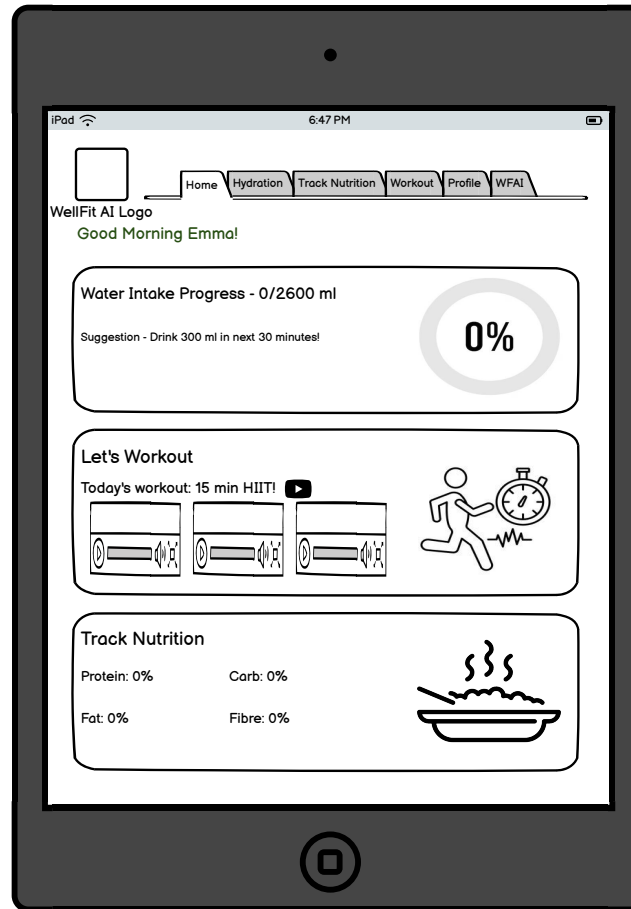 iPad 6:47 PM
Home Hydration Track Nutrition Workout Profile WFAI
WellFit AI Logo
Good Morning Emma!
Water Intake Progress - 0/2600 ml
Suggestion - Drink 300 ml in next 30 minutes!
0%
Let's Workout
Today's workout: 15 min HIIT!
Track Nutrition
Protein: 0% Carb: 0%
Fat: 0% Fibre: 0%